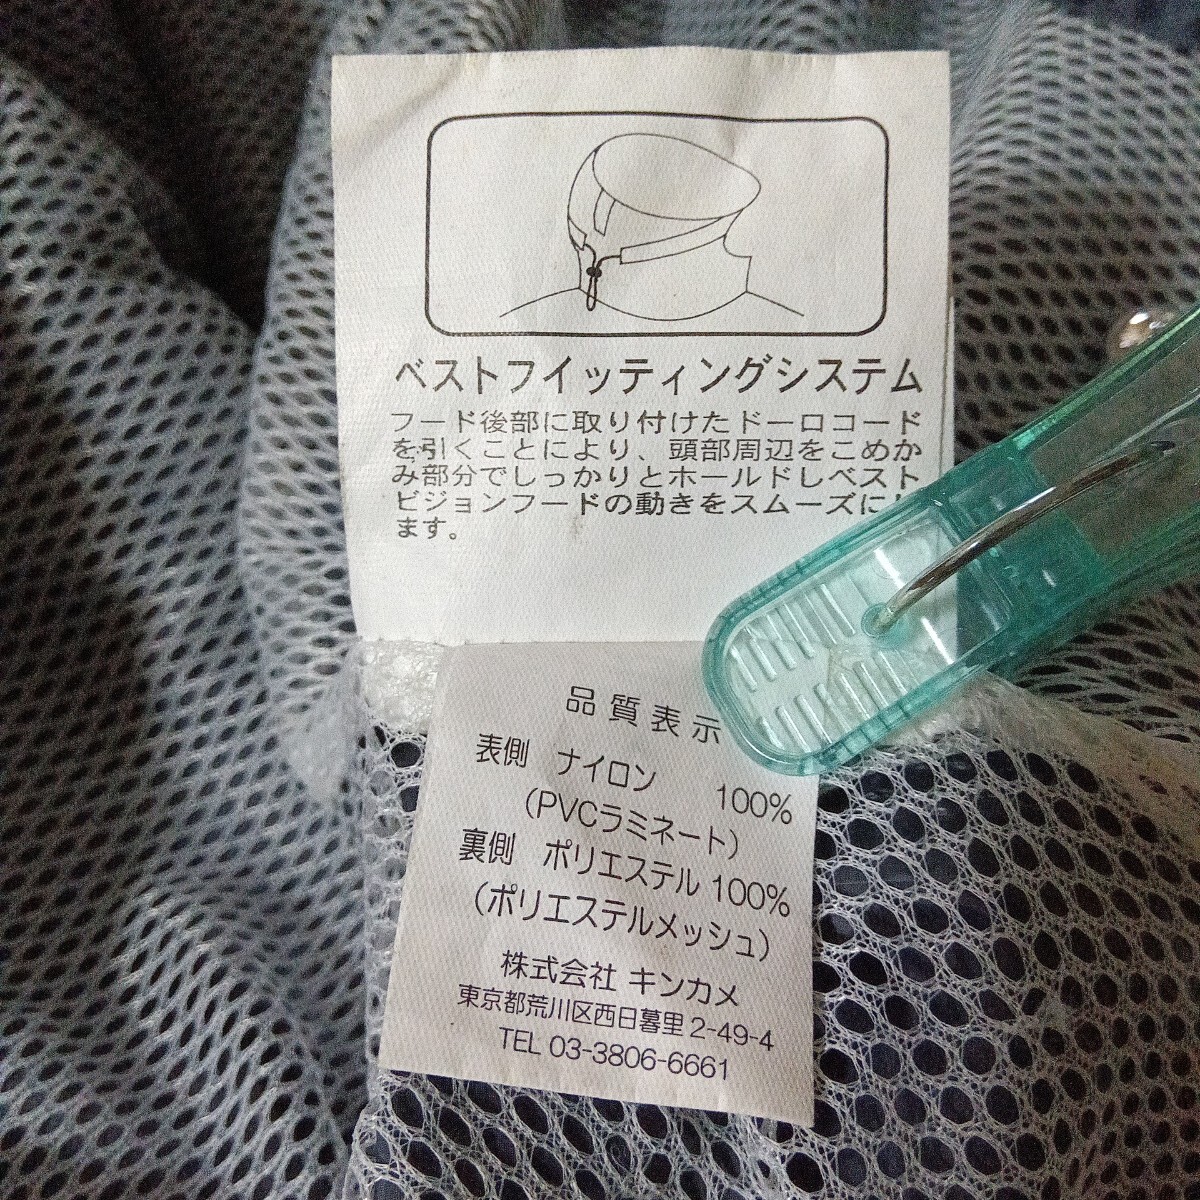 ベストフイッティングシステム
フード後部に取り付けたドーロコード
を引くことにより、頭部周辺をこめか
み部分でしっかりとホールドしベスト
ビジョンフードの動きをスムーズにし
ます。
品質表示
表側 ナイロン 100%
(PVCラミネート)
裏側 ポリエステル 100%
(ポリエステルメッシュ)
株式会社 キンカメ
東京都荒川区西日暮里2-49-4
TEL 03-3806-6661